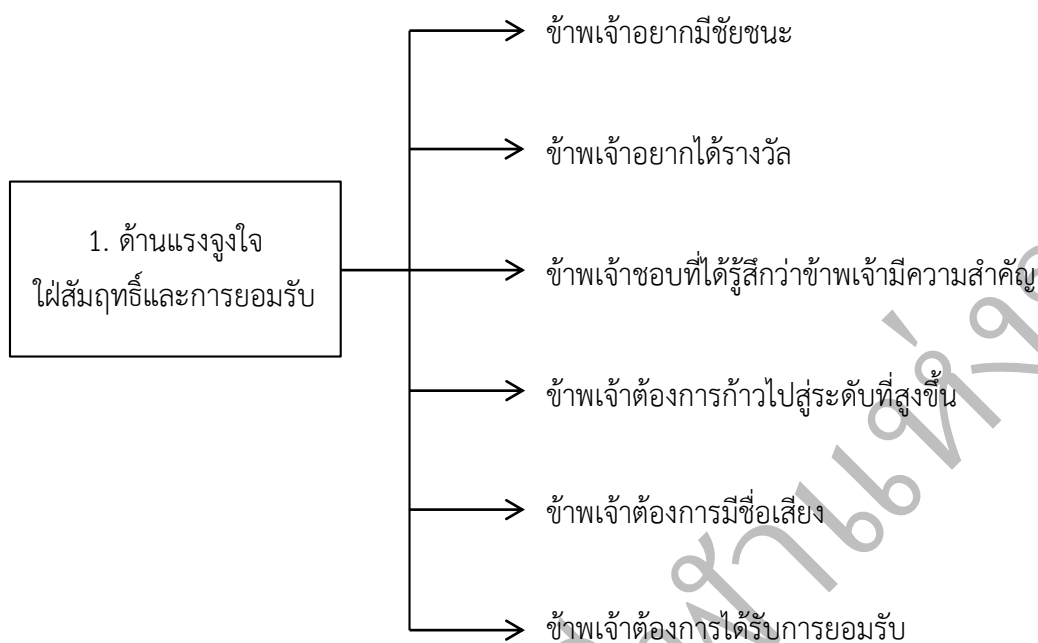 ข้าพเจ้าอยากมีชัยชนะ
ข้าพเจ้าอยากได้รางวัล
1. ด้านแรงจูงใจ
ใฝ่สัมฤทธิ์และการยอมรับ
ข้าพเจ้าชอบที่ได้รู้สึกว่าข้าพเจ้ามีความสำคัญ
ข้าพเจ้าต้องการก้าวไปสู่ระดับที่สูงขึ้น
ข้าพเจ้าต้องการมีชื่อเสียง
ข้าพเจ้าต้องการได้รับการยอมรับ